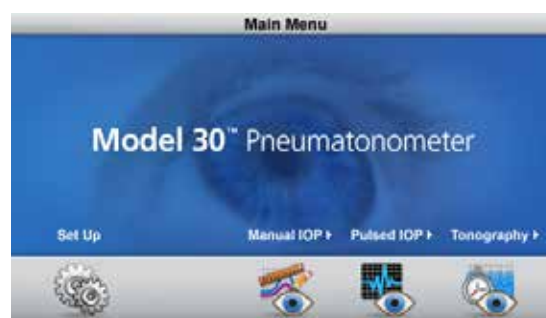 Main Menu
Model 30™ Pneumatonometer
Set Up Manual IOP Pulsed IOP Tonography